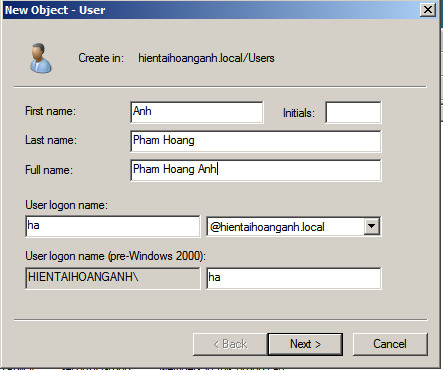 New Object - User
Create in: hientaihoanganh.local/Users
First name: Anh Initials:
Last name: Pham Hoang
Full name: Pham Hoang Anh
User logon name:
ha @hientaihoanganh.local
User logon name (pre-Windows 2000):
HIENTAIHOANGANH\ ha
< Back Next > Cancel